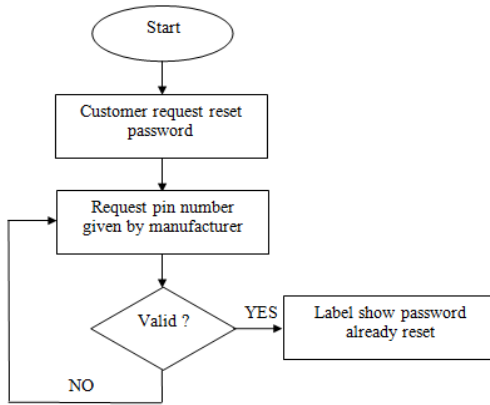 Start
Customer request reset
password
Request pin number
given by manufacturer
Valid ?
YES
Label show password
already reset
NO